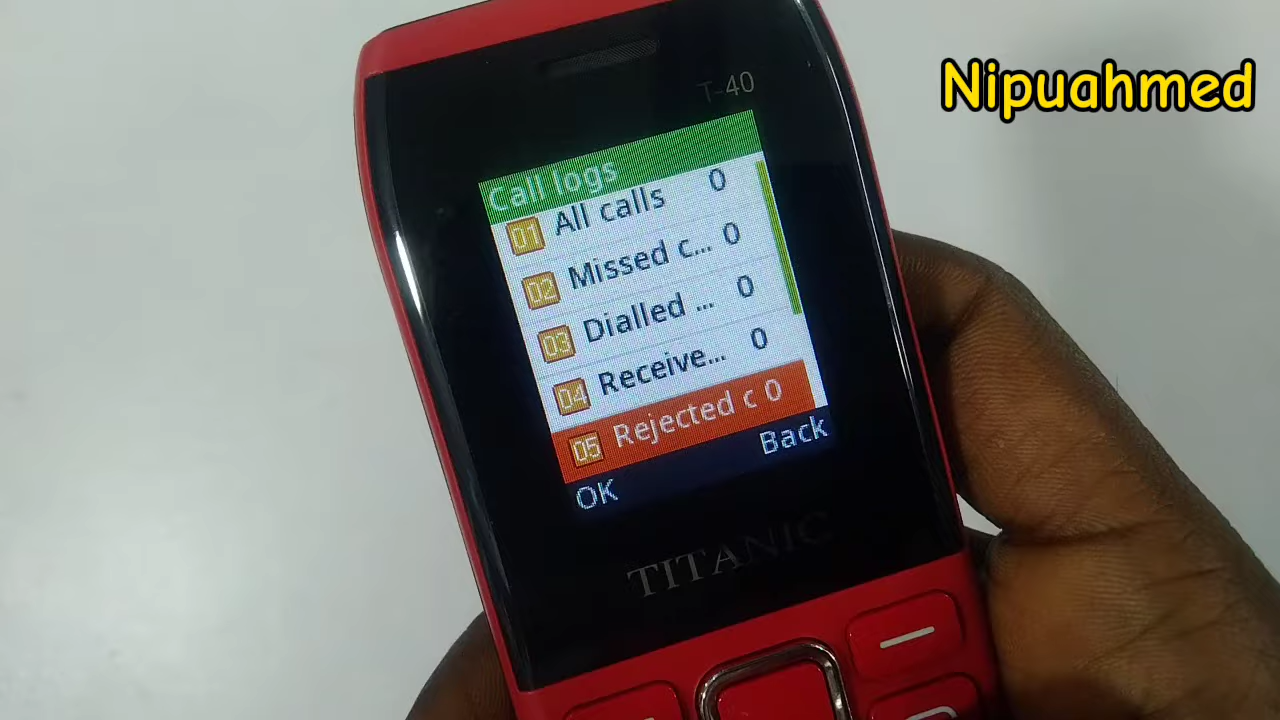 Nipuahmed
T-40
Call logs
01 All calls 0
02 Missed c... 0
03 Dialled ... 0
04 Receive... 0
05 Rejected c 0
OK Back
TITANIC